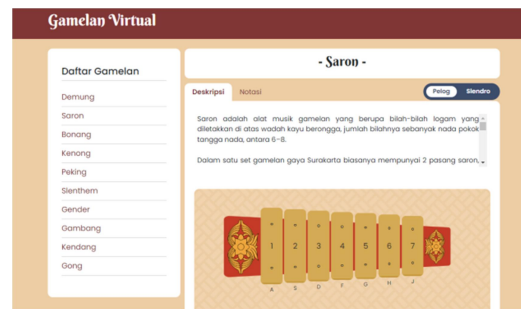 Gamelan Virtual
Daftar Gamelan
Demung
Saron
Bonang
Kenong
Peking
Slenthem
Gender
Gambang
Kendang
Gong
- Saron -
Deskripsi Notasi Pelog Slendro
Saron adalah alat musik gamelan yang berupa bilah-bilah logam yang
diletakkan di atas wadah kayu berongga, jumlah bilahnya sebanyak nada pokok
tangga nada, antara 6-8.
Dalam satu set gamelan gaya Surakarta biasanya mempunyai 2 pasang saron,
1 2 3 4 5 6 7
A S D F G H J